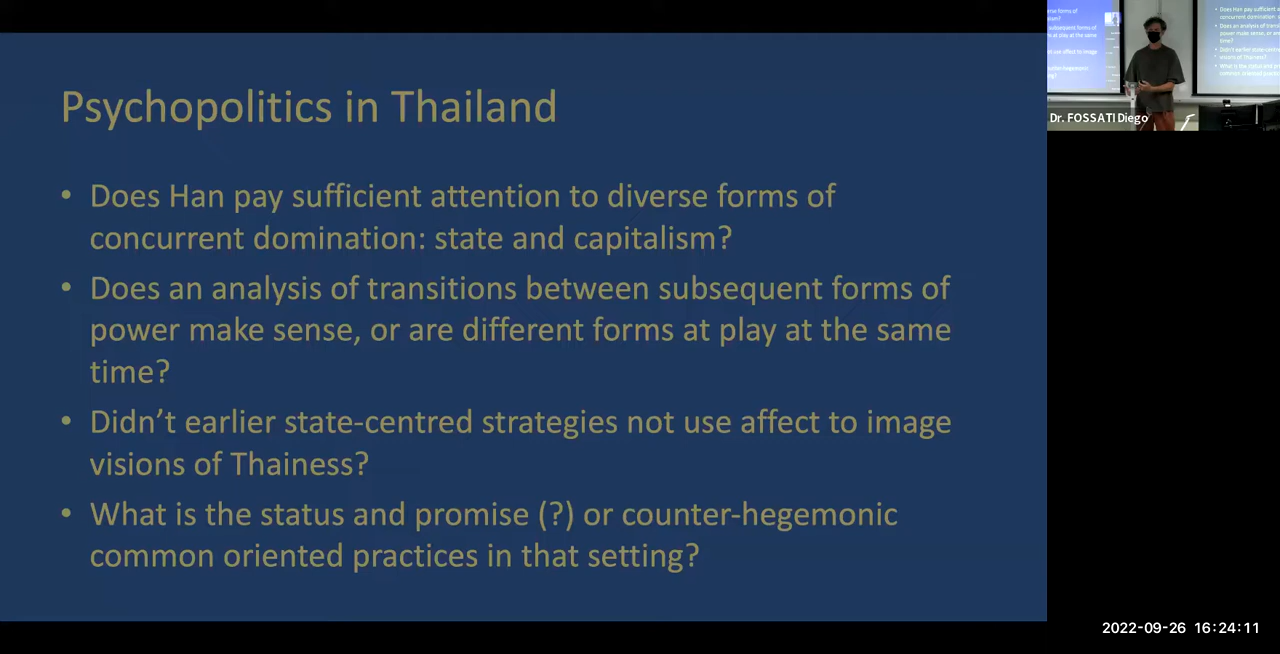 Psychopolitics in Thailand
• Does Han pay sufficient attention to diverse forms of
concurrent domination: state and capitalism?
• Does an analysis of transitions between subsequent forms of
power make sense, or are different forms at play at the same
time?
• Didn’t earlier state-centred strategies not use affect to image
visions of Thainess?
• What is the status and promise (?) or counter-hegemonic
common oriented practices in that setting?
Dr. FOSSATI Diego
2022-09-26 16:24:11